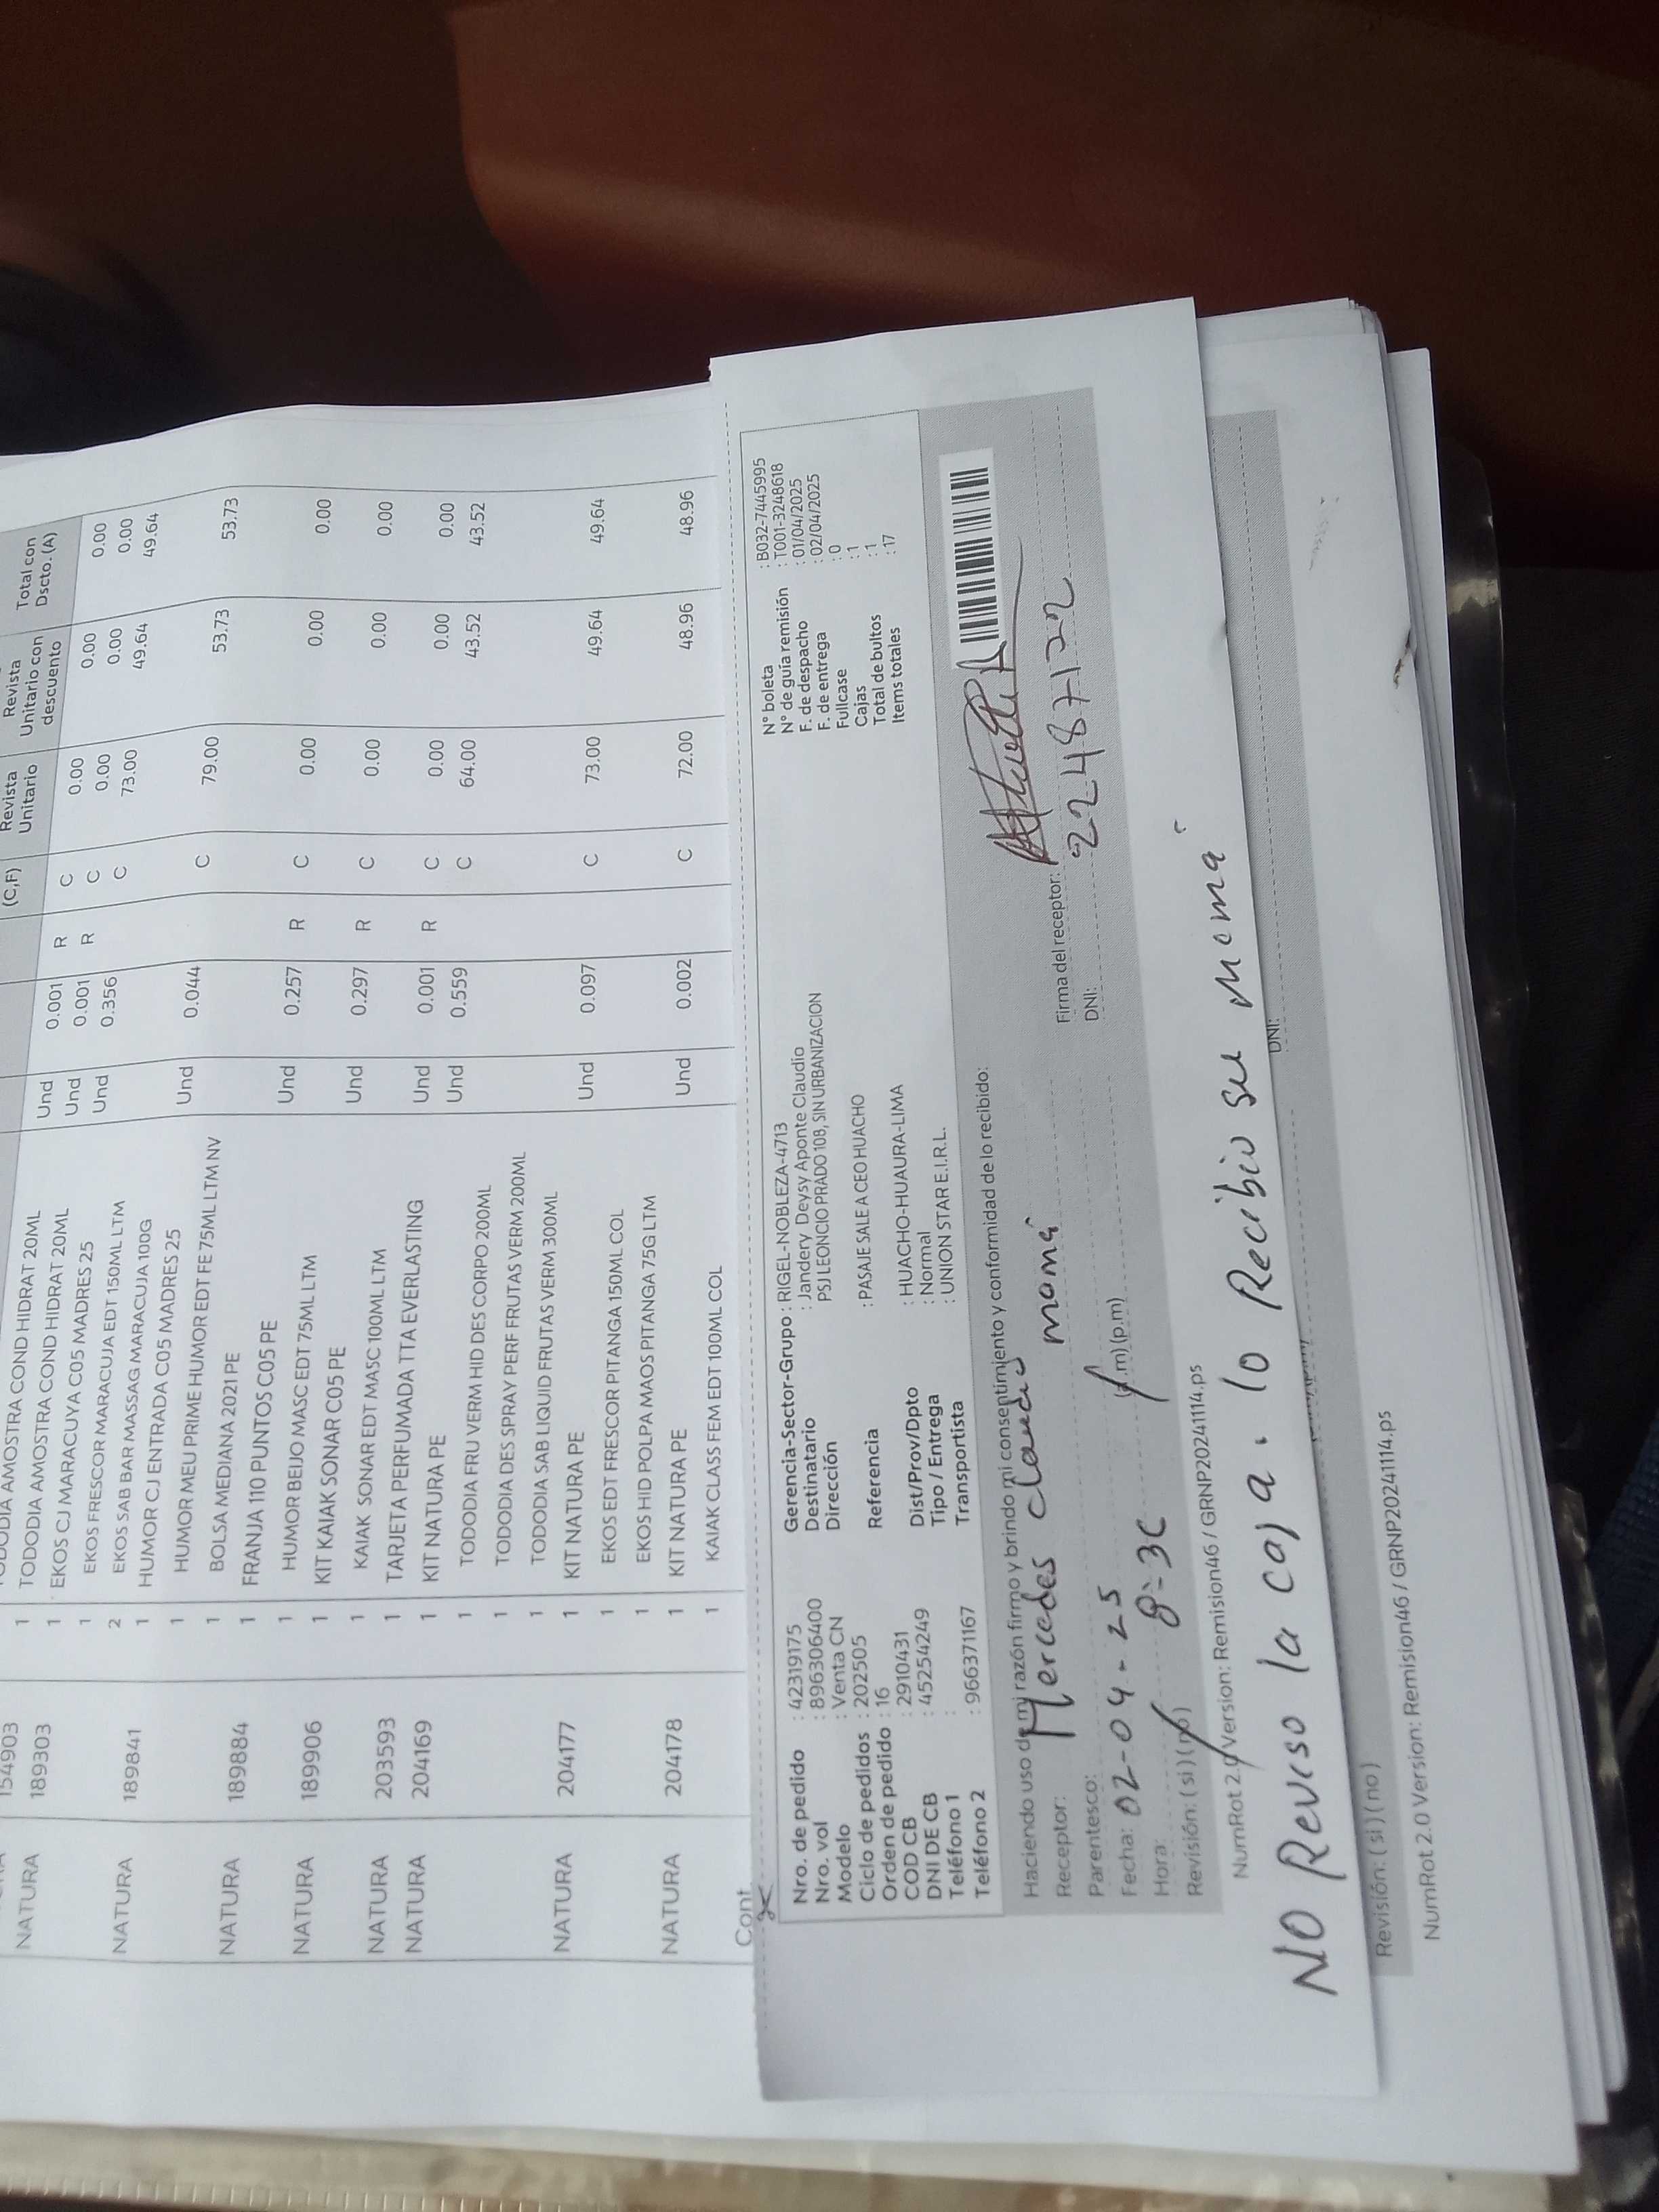 (C,F) Revista Unitario Revista Unitario con descuento Total con Dscto. (A)
1 TODODIA AMOSTRA COND HIDRAT 20ML
NATURA 189303 1 TODODIA AMOSTRA COND HIDRAT 20ML Und 0.001 R C 0.00 0.00 0.00
1 EKOS CJ MARACUYA C05 MADRES 25 Und 0.001 R C 0.00 0.00 0.00
1 EKOS FRESCOR MARACUJA EDT 150ML LTM Und 0.356 C 73.00 49.64 49.64
2 EKOS SAB BAR MASSAG MARACUJA 100G
NATURA 189841 1 HUMOR CJ ENTRADA C05 MADRES 25 Und 0.044 C 79.00 53.73 53.73
1 HUMOR MEU PRIME HUMOR EDT FE 75ML LTM NV
1 BOLSA MEDIANA 2021 PE
NATURA 189884 1 FRANJA 110 PUNTOS C05 PE Und 0.257 R C 0.00 0.00 0.00
1 HUMOR BEIJO MASC EDT 75ML LTM
NATURA 189906 1 KIT KAIAK SONAR C05 PE Und 0.297 R C 0.00 0.00 0.00
1 KAIAK SONAR EDT MASC 100ML LTM
NATURA 203593 1 TARJETA PERFUMADA TTA EVERLASTING Und 0.001 R C 0.00 0.00 0.00
NATURA 204169 1 KIT NATURA PE Und 0.559 C 64.00 43.52 43.52
1 TODODIA FRU VERM HID DES CORPO 200ML
1 TODODIA DES SPRAY PERF FRUTAS VERM 200ML
1 TODODIA SAB LIQUID FRUTAS VERM 300ML
NATURA 204177 1 KIT NATURA PE Und 0.097 C 73.00 49.64 49.64
1 EKOS EDT FRESCOR PITANGA 150ML COL
1 EKOS HID POLPA MAOS PITANGA 75G LTM
NATURA 204178 1 KIT NATURA PE Und 0.002 C 72.00 48.96 48.96
1 KAIAK CLASS FEM EDT 100ML COL
Cont
Nro. de pedido : 42319175
Nro. vol : 896306400
Modelo : Venta CN
Ciclo de pedidos : 202505
Orden de pedido : 16
COD CB : 2910431
DNI DE CB : 45254249
Teléfono 1 :
Teléfono 2 : 966371167
Gerencia-Sector-Grupo : RIGEL-NOBLEZA-4713
Destinatario : Jandery Deysy Aponte Claudio
Dirección PSJ LEONCIO PRADO 108, SIN URBANIZACION
Referencia : PASAJE SALE A CEO HUACHO
Dist/Prov/Dpto : HUACHO-HUAURA-LIMA
Tipo / Entrega : Normal
Transportista : UNION STAR E.I.R.L.
N° boleta : B032-7445995
N° de guía remisión : T001-3248618
F. de despacho : 01/04/2025
F. de entrega : 02/04/2025
Fullcase : 0
Cajas : 1
Total de bultos : 1
Items totales : 17
Haciendo uso de mi razón firmo y brindo mi consentimiento y conformidad de lo recibido:
Receptor: Mercedes Claudio
Parentesco: mamá
Firma del receptor:
Fecha: 02-04-25
DNI: 22487122
Hora: 8:30 (a.m) (p.m)
Revisión: ( si ) ( no )
NumRot 2.0 Version: Remision46 / GRNP20241114.ps
NO Reviso la caja. lo Recibio su mamá
DNI:
Revisión: ( si ) ( no )
NumRot 2.0 Version: Remision46 / GRNP20241114.ps